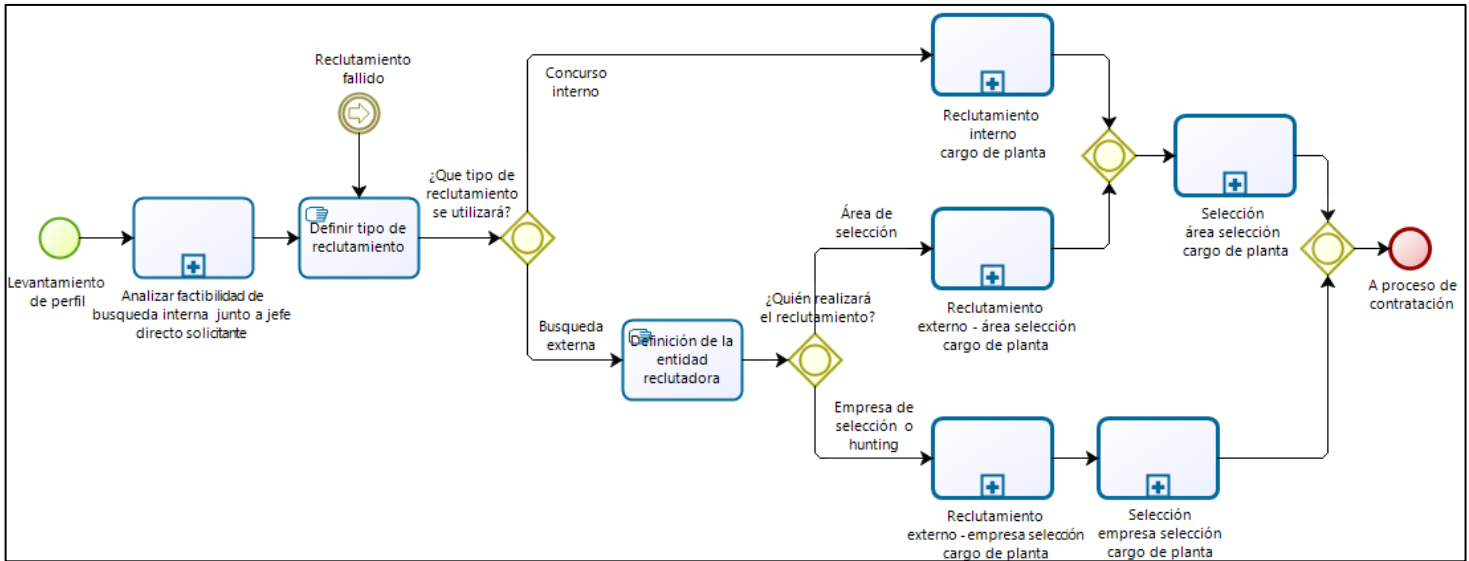 Reclutamiento
fallido
Concurso
interno
Reclutamiento
interno
cargo de planta
¿Que tipo de
reclutamiento
se utilizará?
Levantamiento
de perfil
Analizar factibilidad de
busqueda interna junto a jefe
directo solicitante
Definir tipo de
reclutamiento
Área de
selección
Selección
área selección
cargo de planta
A proceso de
contratación
Busqueda
externa
Definición de la
entidad
reclutadora
¿Quién realizará
el reclutamiento?
Reclutamiento
externo - área selección
cargo de planta
Empresa de
selección o
hunting
Reclutamiento
externo - empresa selección
cargo de planta
Selección
empresa selección
cargo de planta